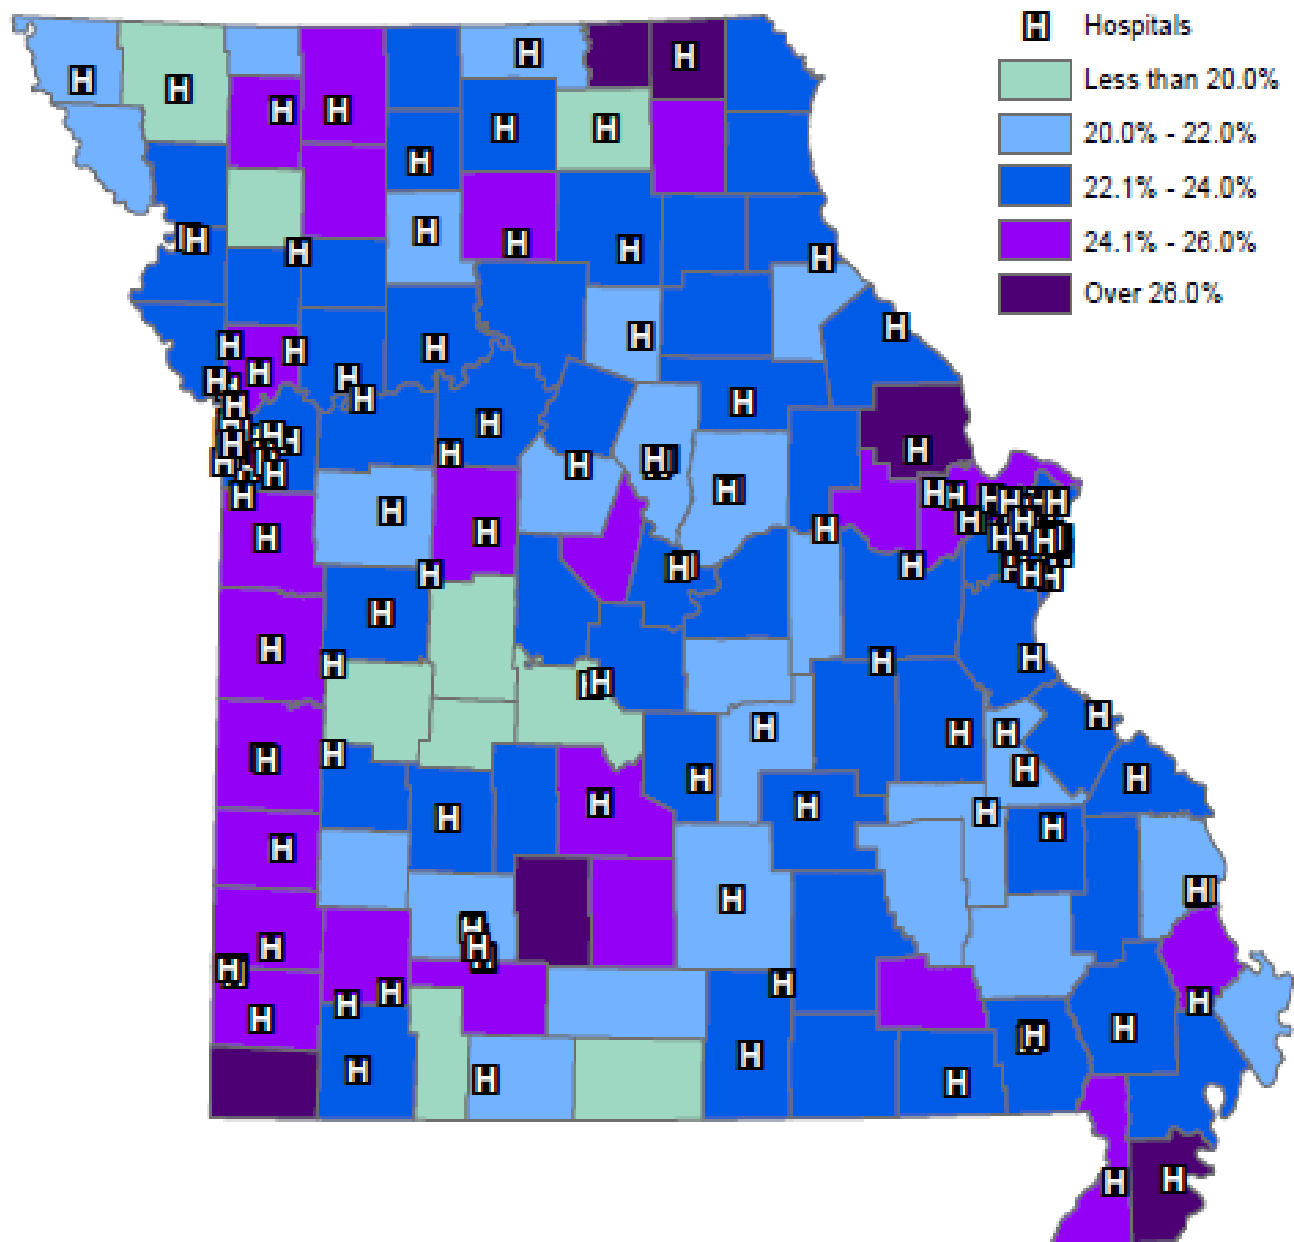 H Hospitals
Less than 20.0%
20.0% - 22.0%
22.1% - 24.0%
24.1% - 26.0%
Over 26.0%